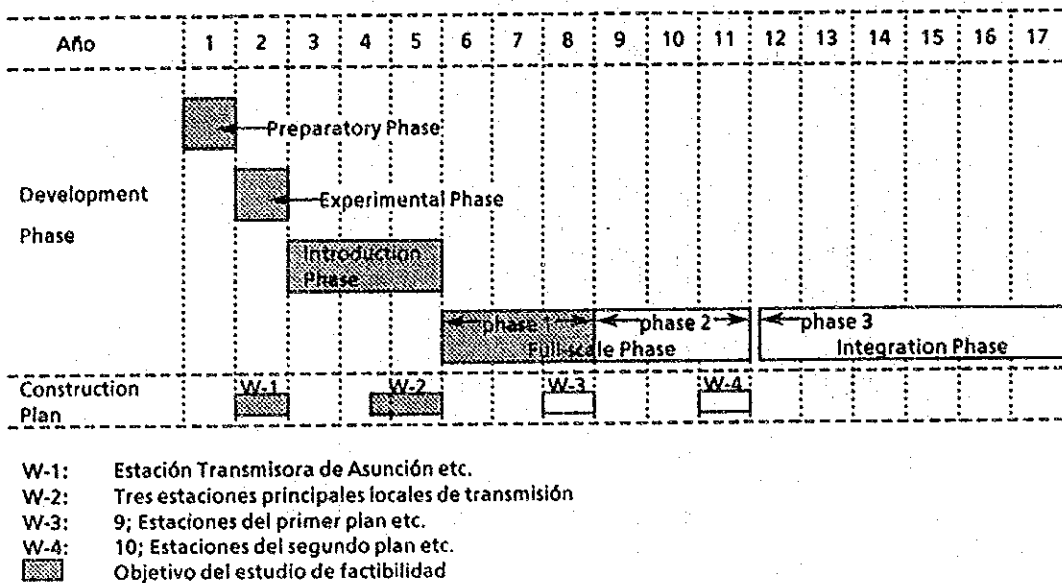 Año 1 2 3 4 5 6 7 8 9 10 11 12 13 14 15 16 17
Preparatory Phase
Development
Phase
Experimental Phase
Introduction
Phase
phase 1 phase 2 phase 3
Full-scale Phase Integration Phase
Construction
Plan
W-1 W-2 W-3 W-4
W-1: Estación Transmisora de Asunción etc.
W-2: Tres estaciones principales locales de transmisión
W-3: 9; Estaciones del primer plan etc.
W-4: 10; Estaciones del segundo plan etc.
Objetivo del estudio de factibilidad